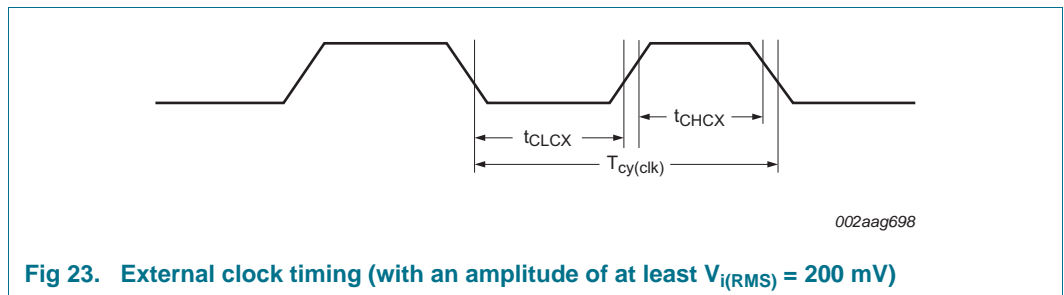 tCLCX
tCHCX
Tcy(clk)
002aag698
Fig 23. External clock timing (with an amplitude of at least Vi(RMS) = 200 mV)